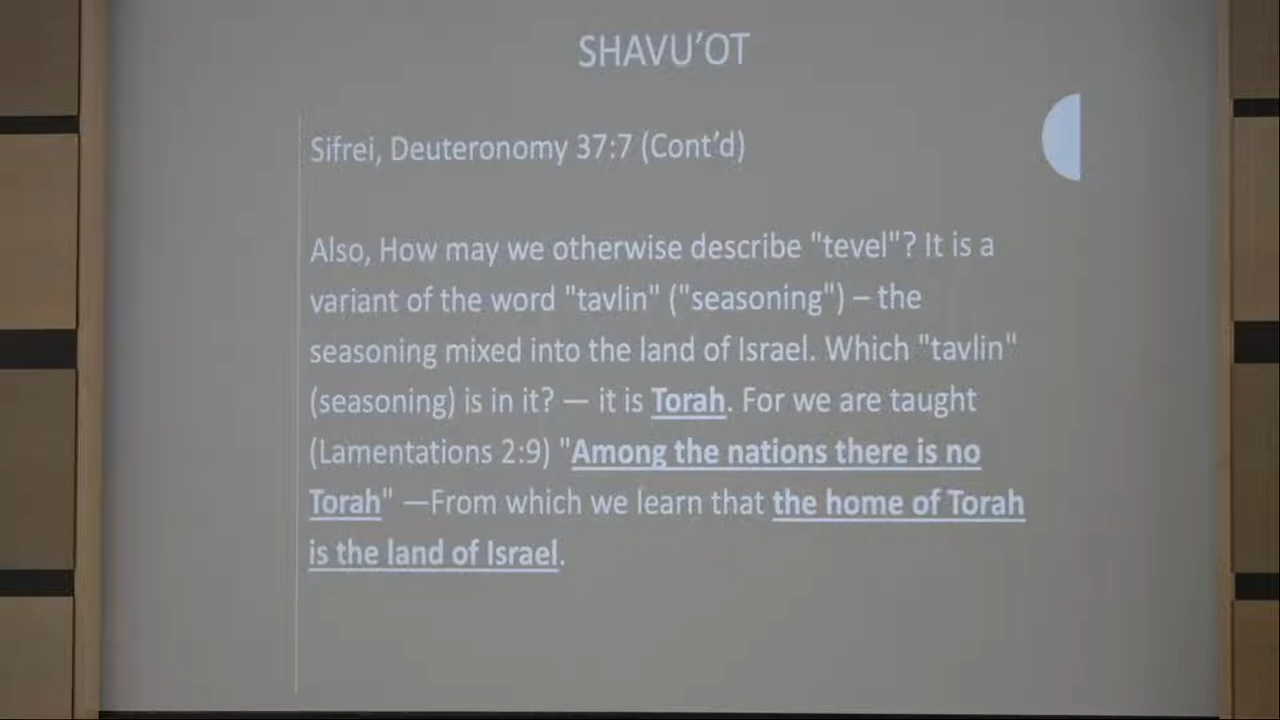 SHAVU'OT
Sifrei, Deuteronomy 37:7 (Cont'd)
Also, How may we otherwise describe "tevel"? It is a
variant of the word "tavlin" ("seasoning") – the
seasoning mixed into the land of Israel. Which "tavlin"
(seasoning) is in it? — it is Torah. For we are taught
(Lamentations 2:9) "Among the nations there is no
Torah" —From which we learn that the home of Torah
is the land of Israel.